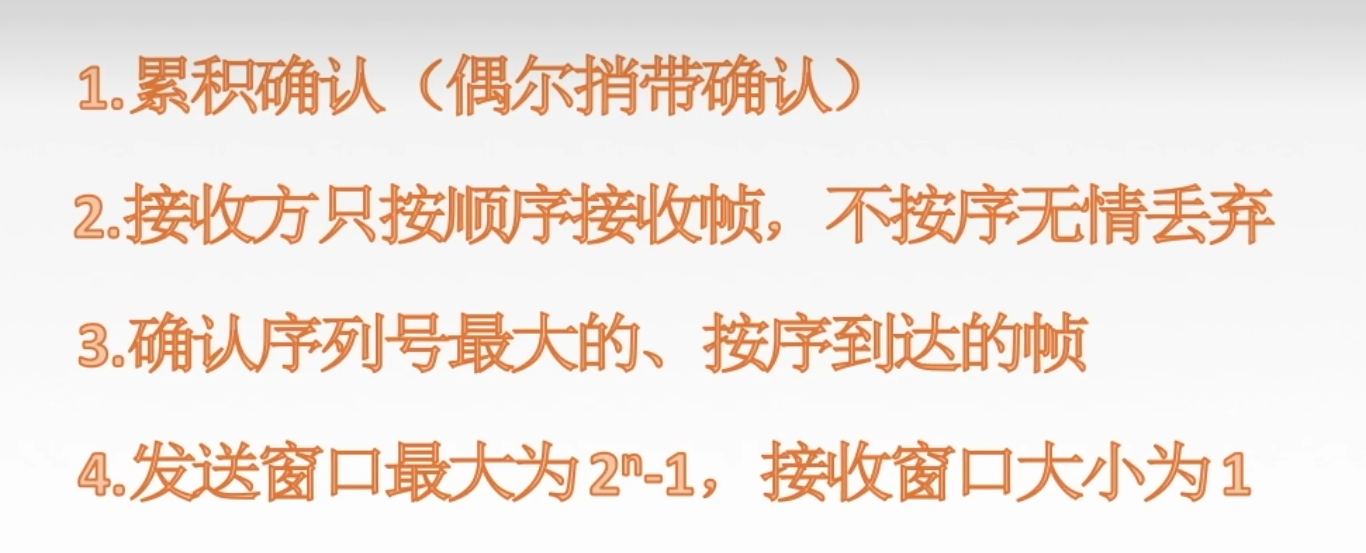 1.累积确认（偶尔捎带确认）
2.接收方只按顺序接收帧，不按序无情丢弃
3.确认序列号最大的、按序到达的帧
4.发送窗口最大为2ⁿ-1，接收窗口大小为1